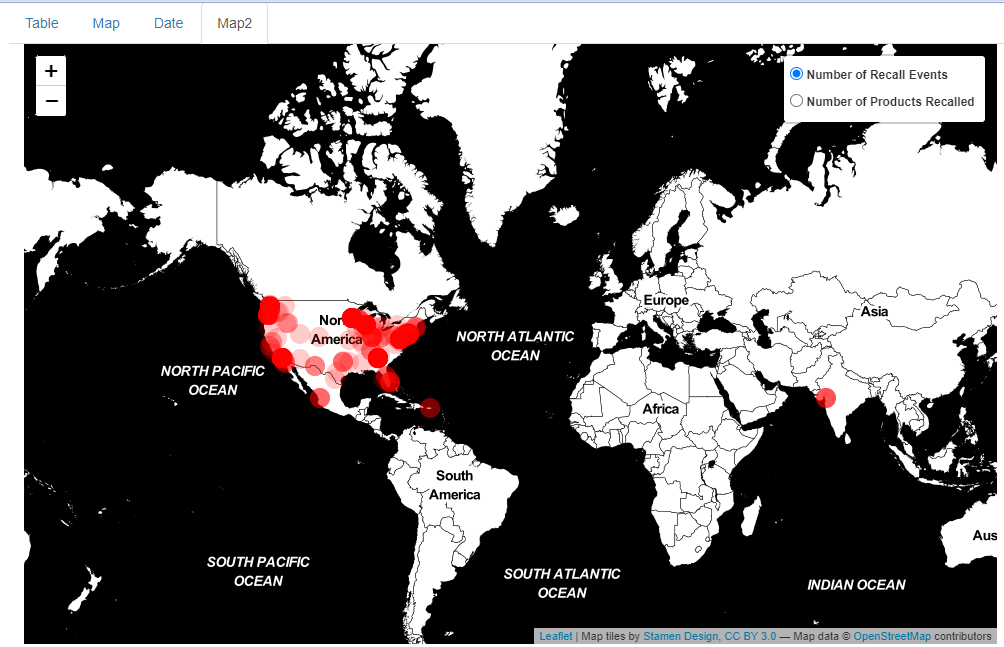 Table Map Date Map2
+
−
Number of Recall Events
Number of Products Recalled
Europe
Asia
North
America
NORTH ATLANTIC
OCEAN
NORTH PACIFIC
OCEAN
Africa
South
America
Aus
SOUTH PACIFIC
OCEAN
SOUTH ATLANTIC
OCEAN
INDIAN OCEAN
Leaflet | Map tiles by Stamen Design, CC BY 3.0 — Map data © OpenStreetMap contributors